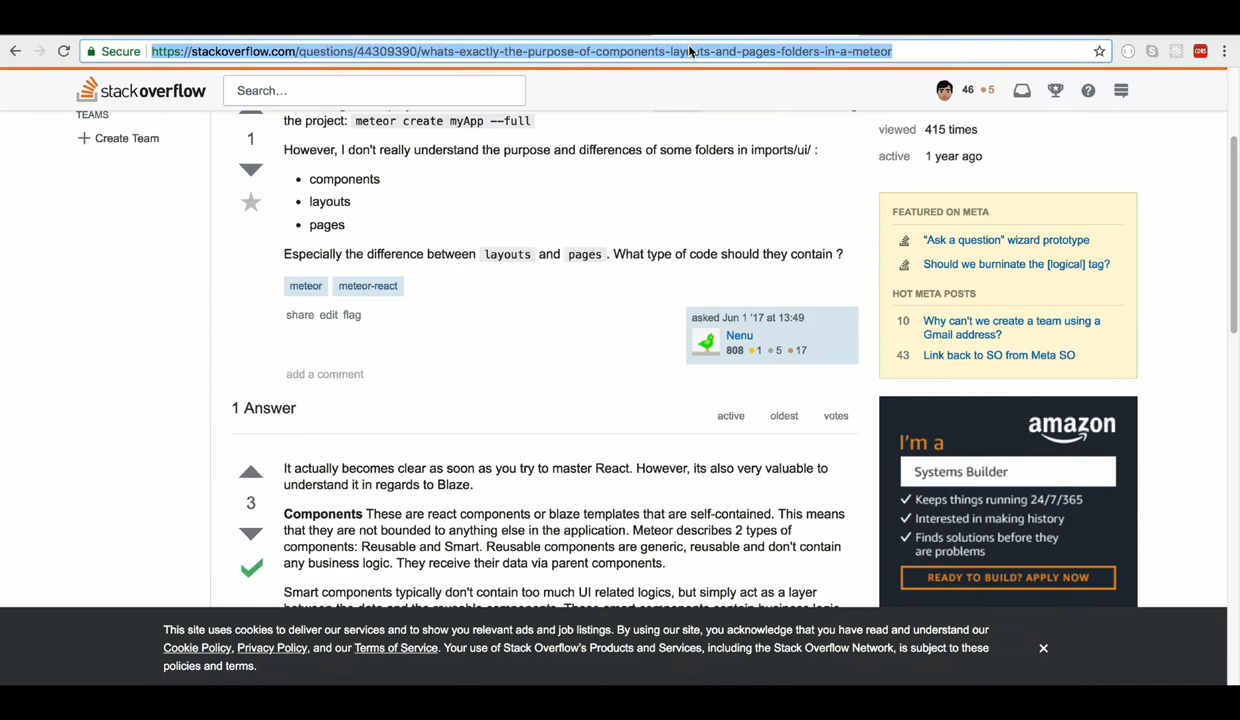 Secure https://stackoverflow.com/questions/44309390/whats-exactly-the-purpose-of-components-layouts-and-pages-folders-in-a-meteor
CORS
stackoverflow
Search...
46 5
TEAMS
Create Team
1
the project: meteor create myApp --full
However, I don't really understand the purpose and differences of some folders in imports/ui/ :
components
layouts
pages
Especially the difference between layouts and pages . What type of code should they contain ?
meteor meteor-react
share edit flag
asked Jun 1 '17 at 13:49
Nenu
808 1 5 17
add a comment
1 Answer
active oldest votes
3
It actually becomes clear as soon as you try to master React. However, its also very valuable to
understand it in regards to Blaze.
Components These are react components or blaze templates that are self-contained. This means
that they are not bounded to anything else in the application. Meteor describes 2 types of
components: Reusable and Smart. Reusable components are generic, reusable and don't contain
any business logic. They receive their data via parent components.
Smart components typically don't contain too much UI related logics, but simply act as a layer
viewed 415 times
active 1 year ago
FEATURED ON META
"Ask a question" wizard prototype
Should we burninate the [logical] tag?
HOT META POSTS
10 Why can't we create a team using a
Gmail address?
43 Link back to SO from Meta SO
amazon
I'm a
Systems Builder
Keeps things running 24/7/365
Interested in making history
Finds solutions before they
are problems
READY TO BUILD? APPLY NOW
This site uses cookies to deliver our services and to show you relevant ads and job listings. By using our site, you acknowledge that you have read and understand our
Cookie Policy, Privacy Policy, and our Terms of Service. Your use of Stack Overflow's Products and Services, including the Stack Overflow Network, is subject to these
policies and terms.